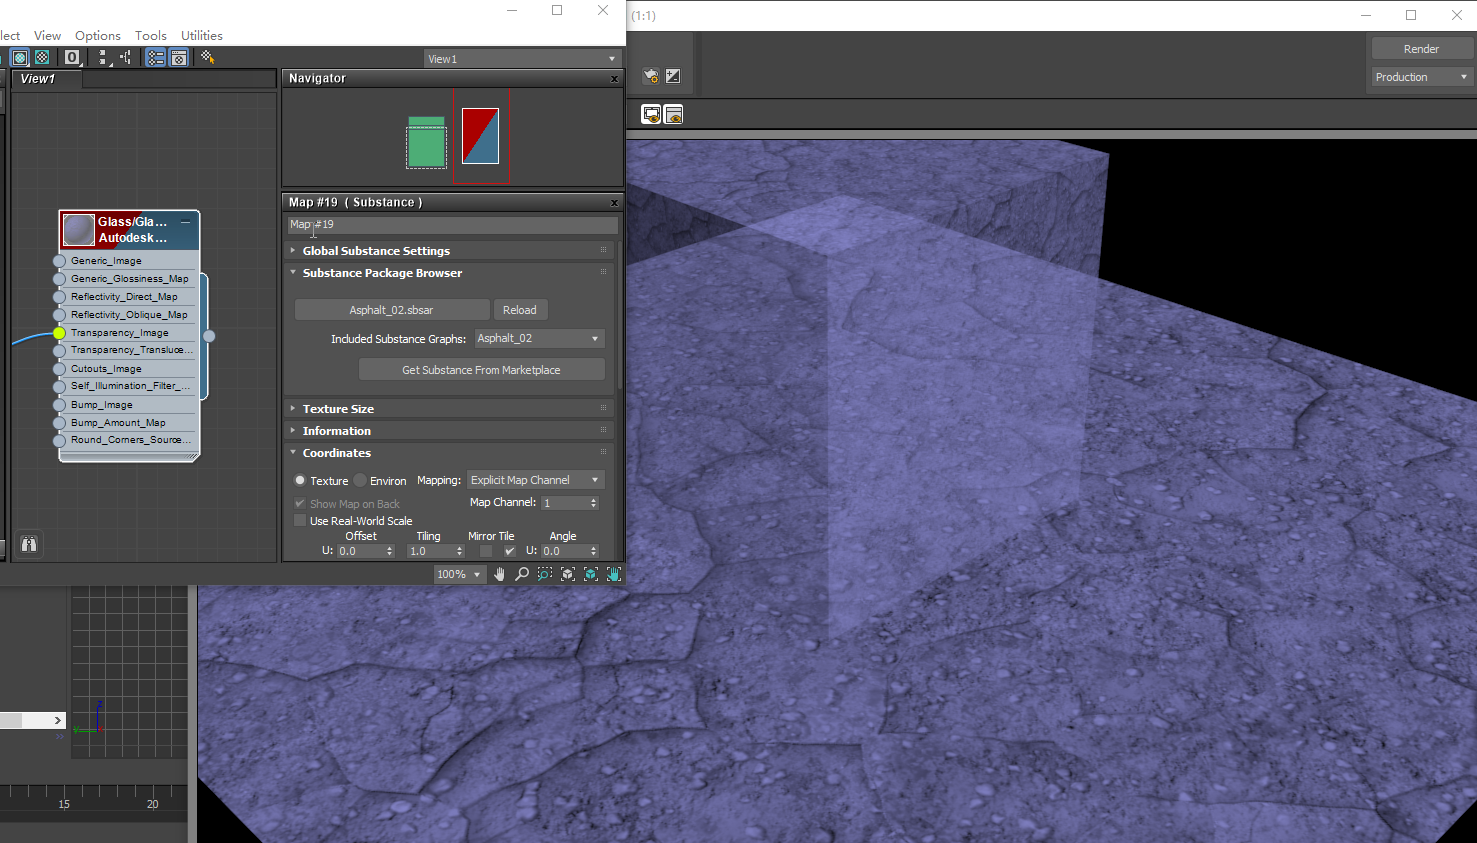 (1:1)
lect View Options Tools Utilities
View1
Render
Production
View1
Navigator
Map #19 ( Substance )
Map #19
Global Substance Settings
Substance Package Browser
Asphalt_02.sbsar Reload
Included Substance Graphs: Asphalt_02
Get Substance From Marketplace
Texture Size
Information
Coordinates
Texture Environ Mapping: Explicit Map Channel
Show Map on Back Map Channel: 1
Use Real-World Scale
Offset Tiling Mirror Tile Angle
U: 0.0 1.0 U: 0.0
Glass/Gla...
Autodesk...
Generic_Image
Generic_Glossiness_Map
Reflectivity_Direct_Map
Reflectivity_Oblique_Map
Transparency_Image
Transparency_Transluce...
Cutouts_Image
Self_Illumination_Filter_...
Bump_Image
Bump_Amount_Map
Round_Corners_Source...
100%
15 20